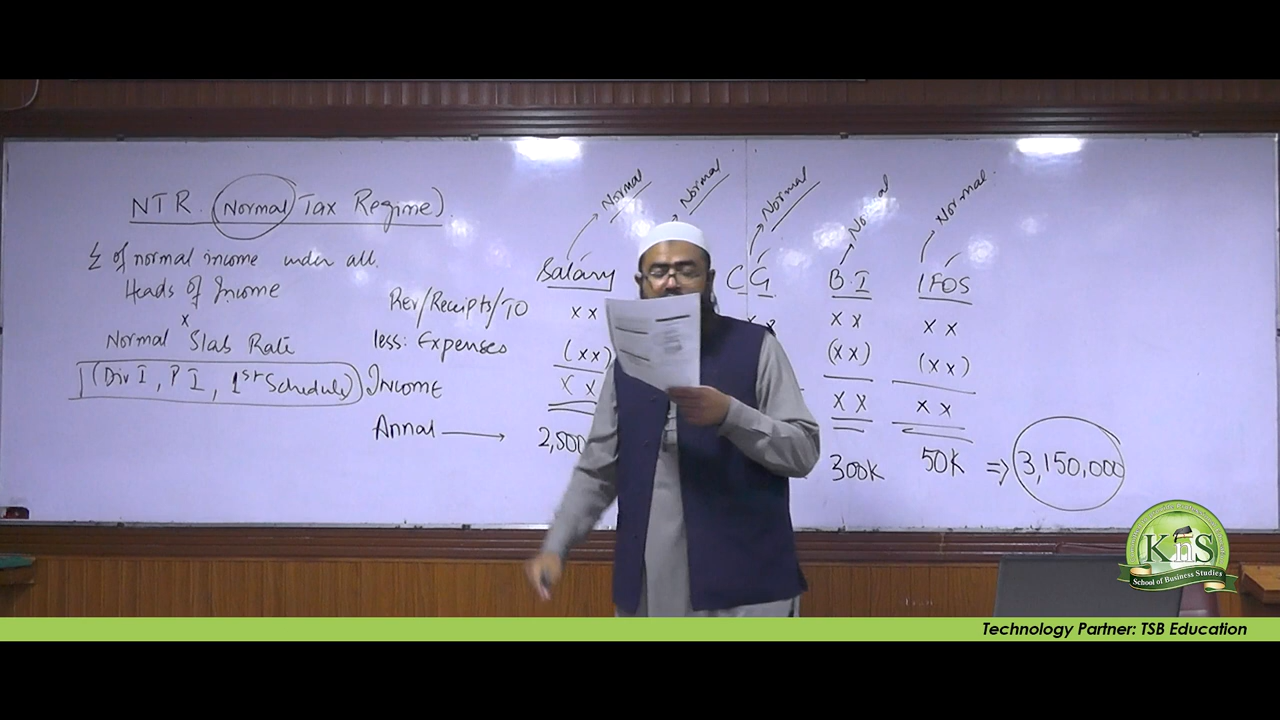 NTR (Normal Tax Regime)
Σ of normal income under all
Heads of Income
x
Normal Slab Rate
(Div I, P I, 1st Schedule)
Rev/Receipts/TO
less: Expenses
Income
Annal
Normal Normal Normal Normal Normal
Salary CG B.I IFOS
xx xx xx xx
(xx) (xx) (xx)
xx xx xx
2,500 300K 50K => 3,150,000
KnS
School of Business Studies
Technology Partner: TSB Education